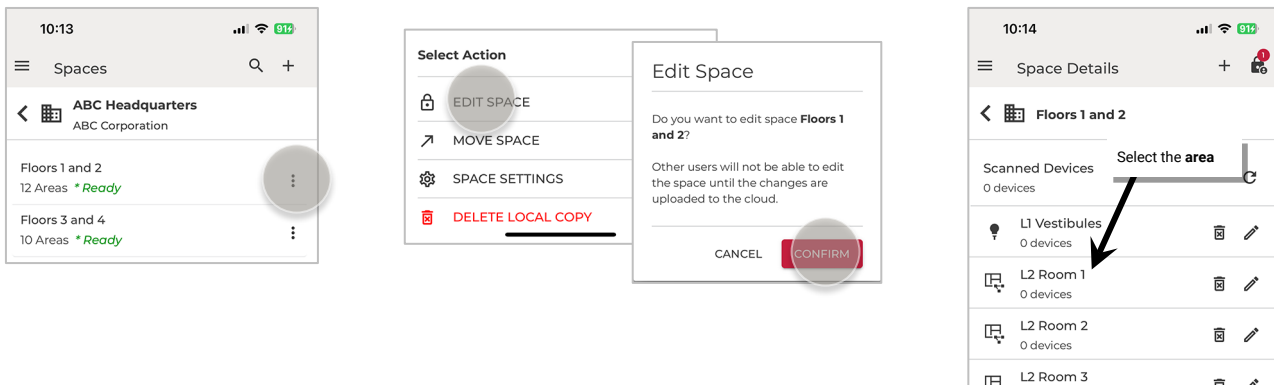 10:13
91
Spaces
ABC Headquarters
ABC Corporation
Floors 1 and 2
12 Areas * Ready
Floors 3 and 4
10 Areas * Ready
Select Action
EDIT SPACE
MOVE SPACE
SPACE SETTINGS
DELETE LOCAL COPY
Edit Space
Do you want to edit space Floors 1
and 2?
Other users will not be able to edit
the space until the changes are
uploaded to the cloud.
CANCEL CONFIRM
10:14
91
1
Space Details
Floors 1 and 2
Select the area
Scanned Devices
0 devices
L1 Vestibules
0 devices
L2 Room 1
0 devices
L2 Room 2
0 devices
L2 Room 3